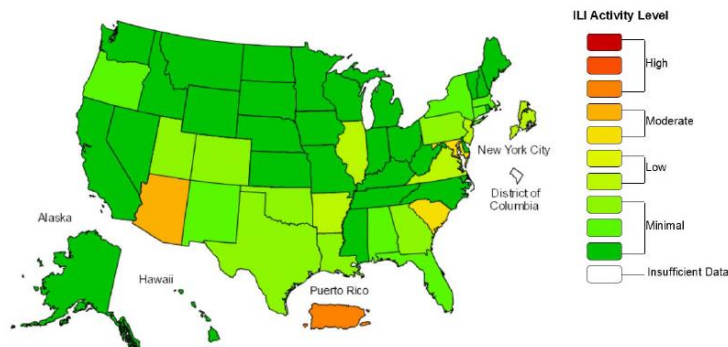 ILI Activity Level
High
Moderate
Low
Minimal
Insufficient Data
New York City
District of
Columbia
Alaska
Hawaii
Puerto Rico